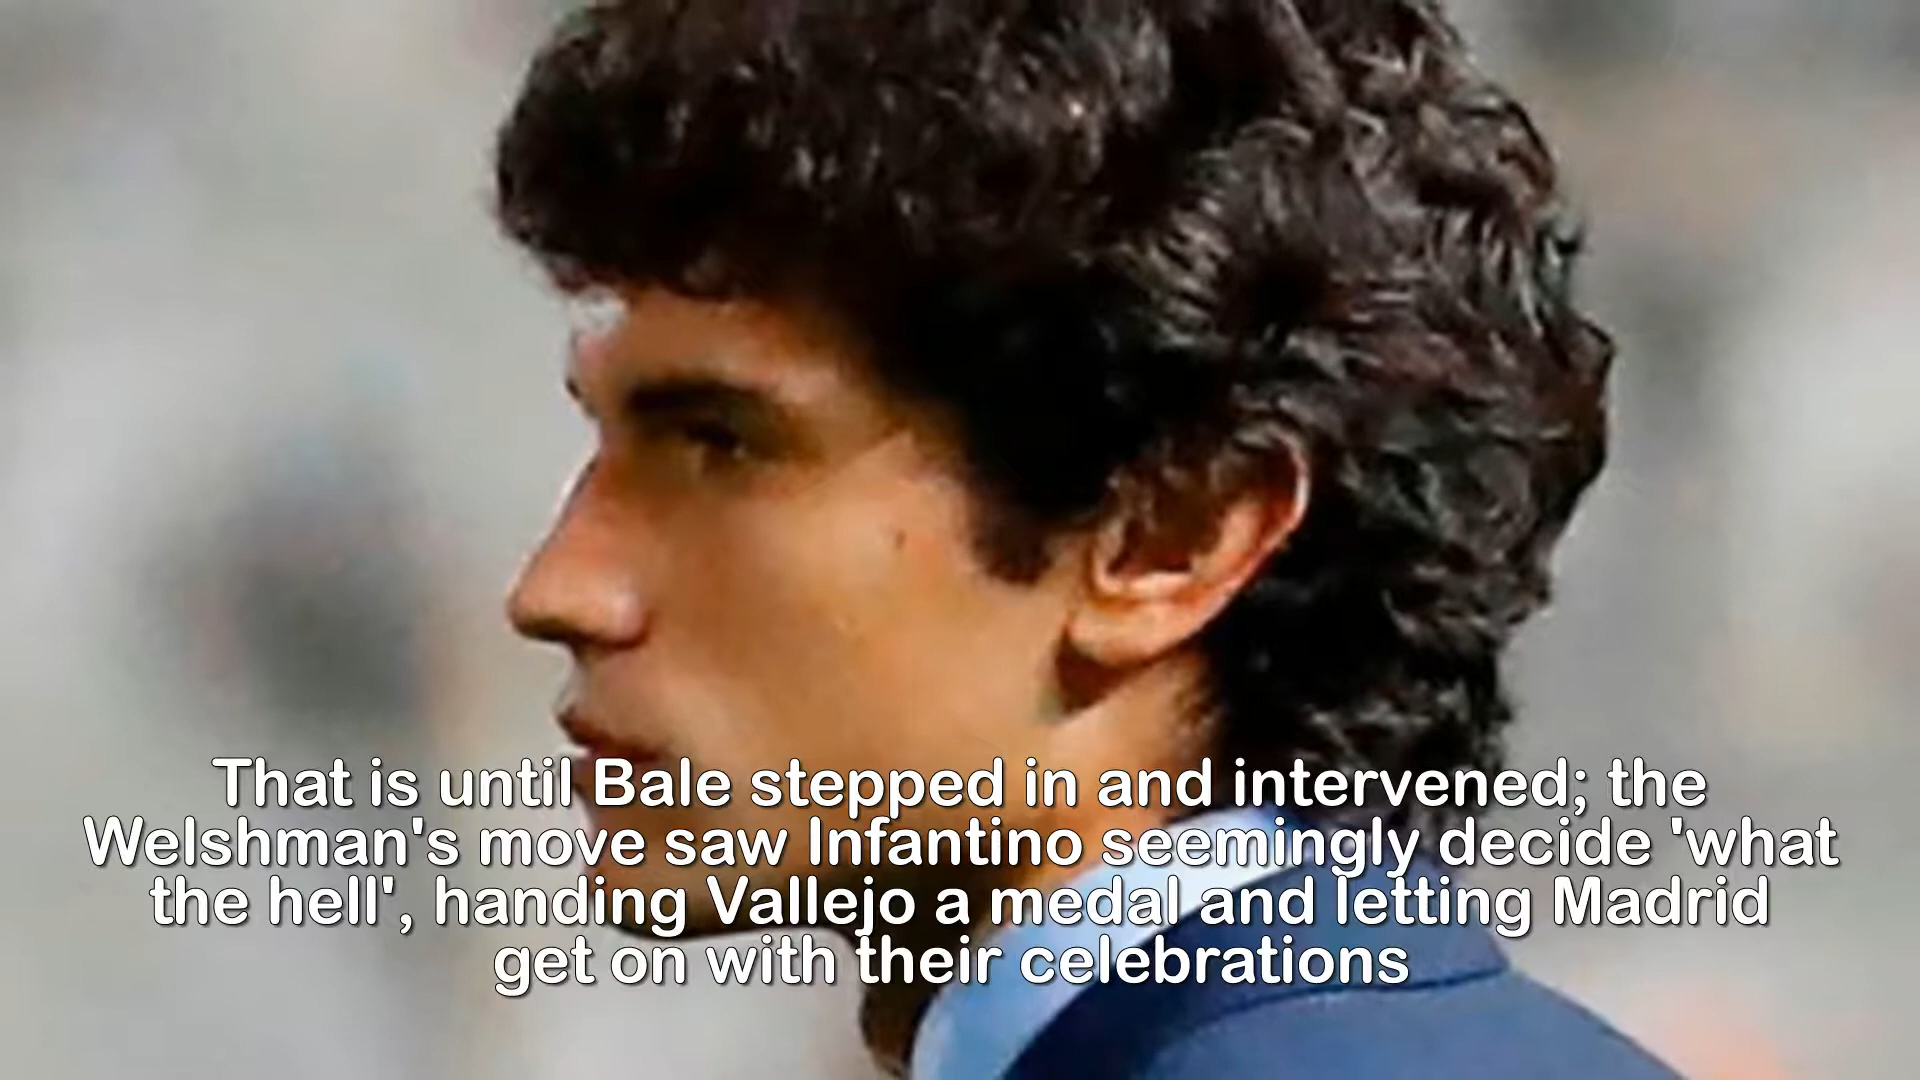 That is until Bale stepped in and intervened; the
Welshman's move saw Infantino seemingly decide 'what
the hell', handing Vallejo a medal and letting Madrid
get on with their celebrations